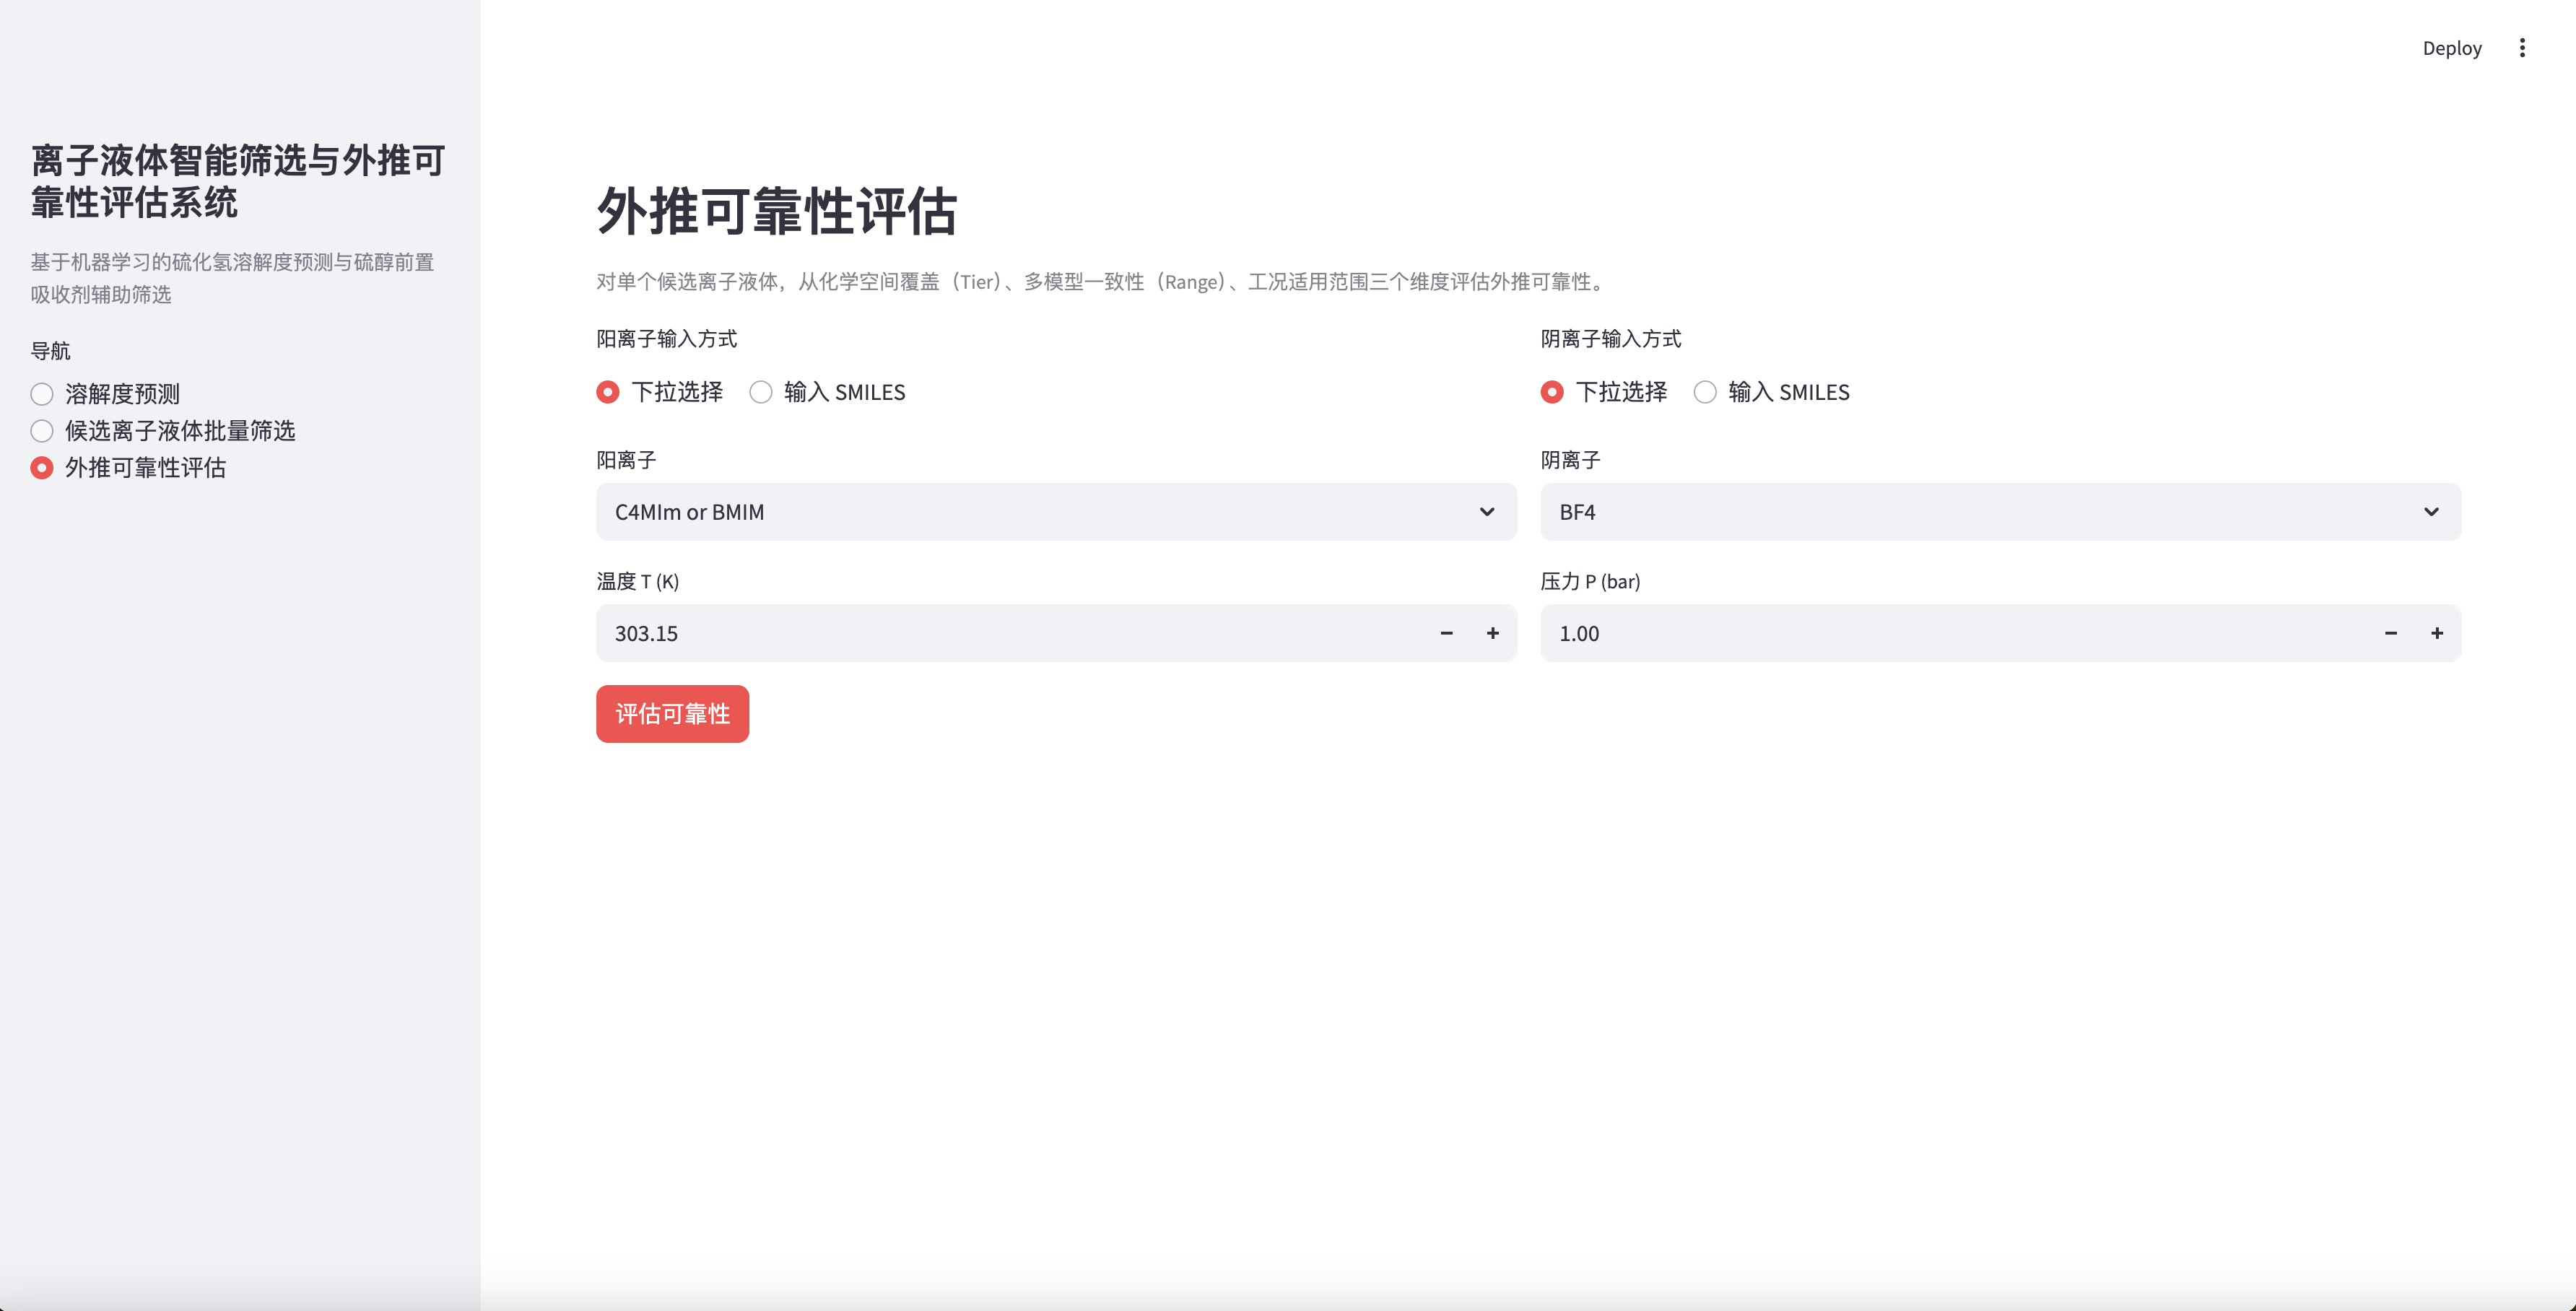 Deploy
离子液体智能筛选与外推可
靠性评估系统
基于机器学习的硫化氢溶解度预测与硫醇前置
吸收剂辅助筛选
导航
溶解度预测
候选离子液体批量筛选
外推可靠性评估
外推可靠性评估
对单个候选离子液体，从化学空间覆盖（Tier）、多模型一致性（Range）、工况适用范围三个维度评估外推可靠性。
阳离子输入方式
下拉选择 输入 SMILES
阳离子
C4MIm or BMIM
温度 T (K)
303.15
阴离子输入方式
下拉选择 输入 SMILES
阴离子
BF4
压力 P (bar)
1.00
评估可靠性